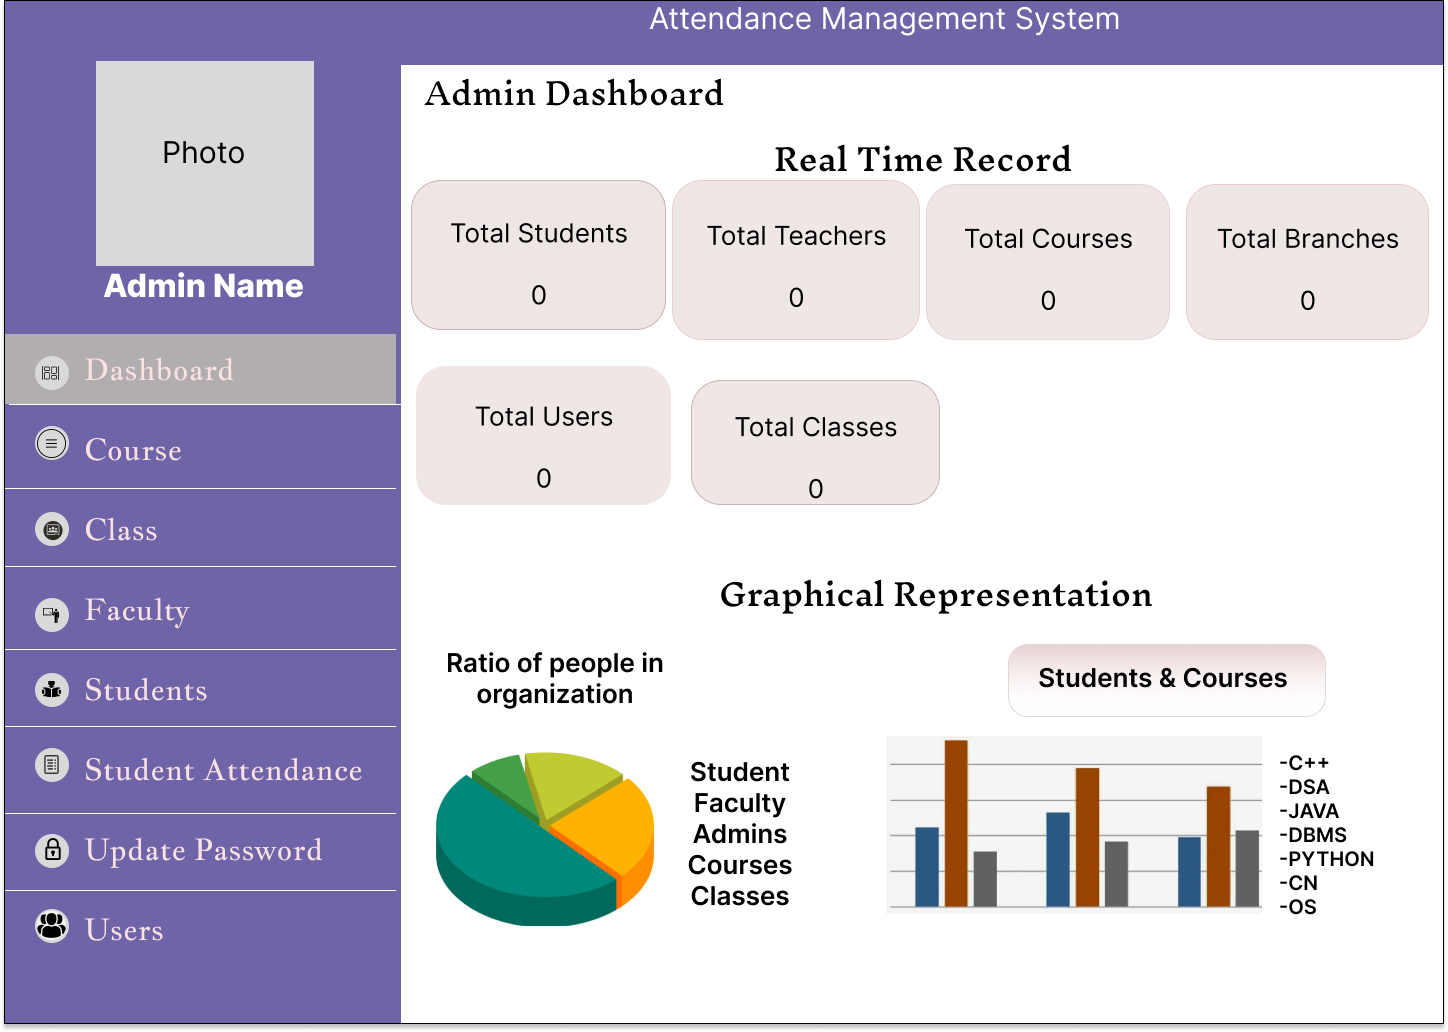 Attendance Management System
Photo
Admin Name
Dashboard
Course
Class
Faculty
Students
Student Attendance
Update Password
Users
Admin Dashboard
Real Time Record
Total Students
0
Total Teachers
0
Total Courses
0
Total Branches
0
Total Users
0
Total Classes
0
Graphical Representation
Ratio of people in
organization
Student
Faculty
Admins
Courses
Classes
Students & Courses
-C++
-DSA
-JAVA
-DBMS
-PYTHON
-CN
-OS